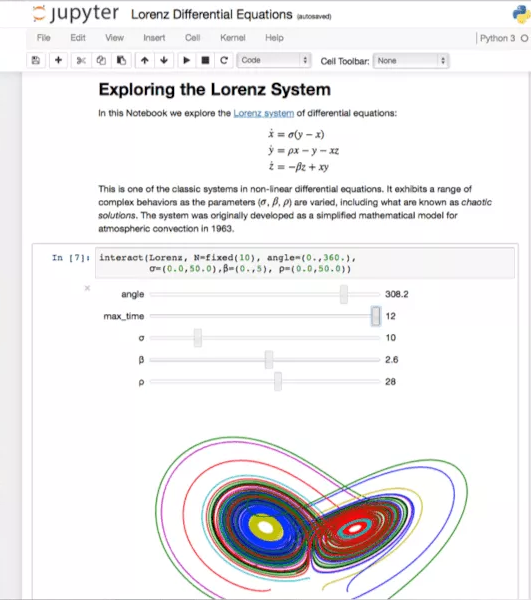 jupyter Lorenz Differential Equations (autosaved)
File Edit View Insert Cell Kernel Help Python 3
Code Cell Toolbar: None
Exploring the Lorenz System
In this Notebook we explore the Lorenz system of differential equations:
ẋ = σ(y − x)
ẏ = ρx − y − xz
ż = −βz + xy
This is one of the classic systems in non-linear differential equations. It exhibits a range of
complex behaviors as the parameters (σ, β, ρ) are varied, including what are known as chaotic
solutions. The system was originally developed as a simplified mathematical model for
atmospheric convection in 1963.
In [7]: interact(Lorenz, N=fixed(10), angle=(0.,360.),
σ=(0.0,50.0),β=(0.,5), ρ=(0.0,50.0))
angle 308.2
max_time 12
σ 10
β 2.6
ρ 28